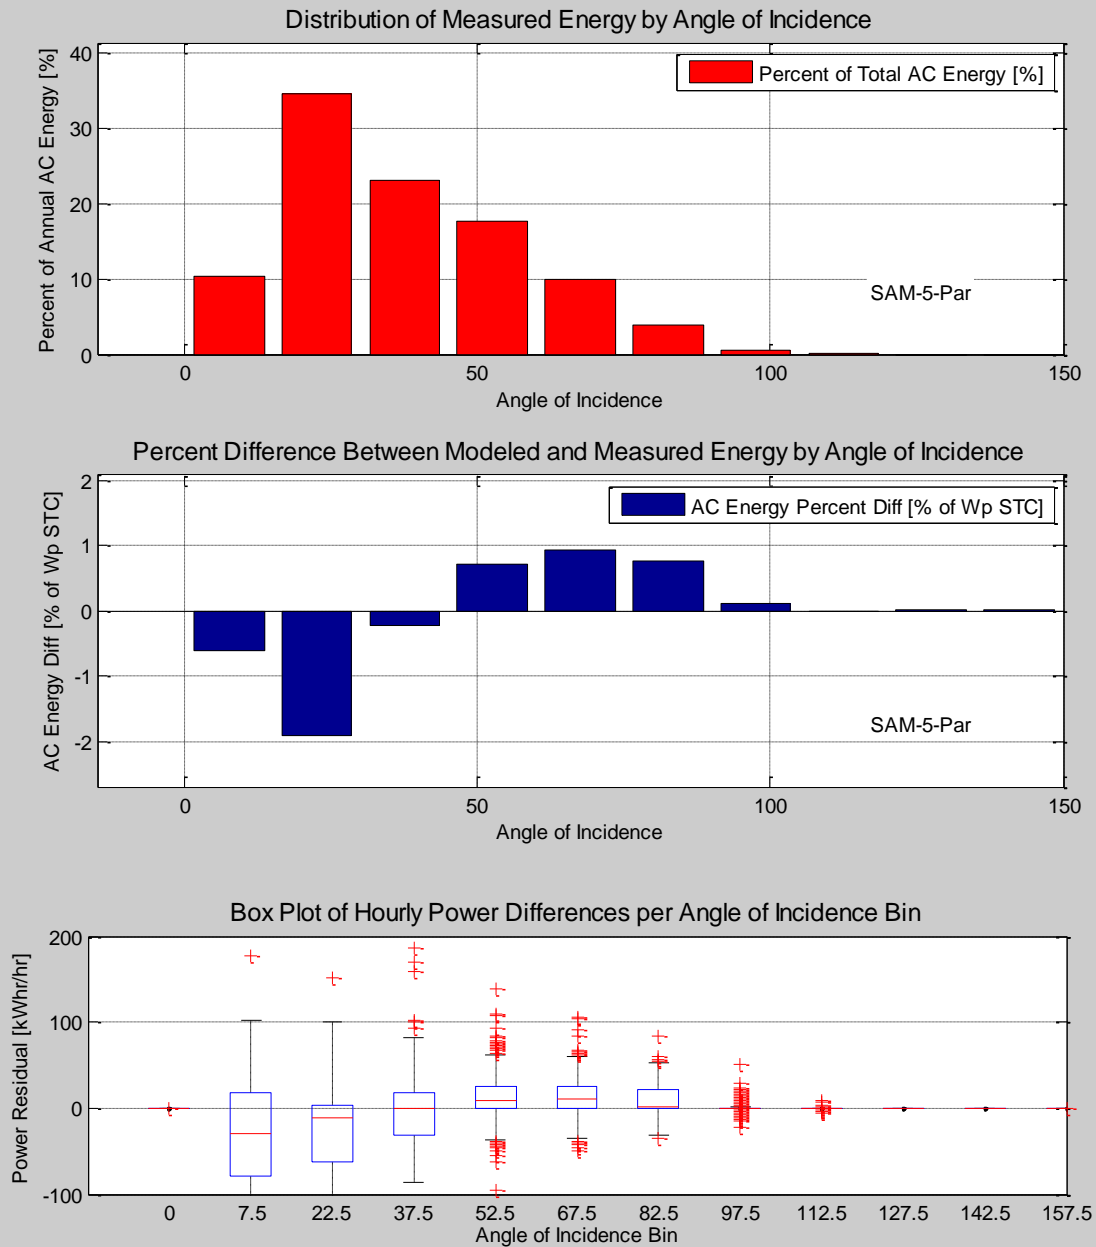 Distribution of Measured Energy by Angle of Incidence
40
30
20
10
0
Percent of Annual AC Energy [%]
Percent of Total AC Energy [%]
SAM-5-Par
0 50 100 150
Angle of Incidence
Percent Difference Between Modeled and Measured Energy by Angle of Incidence
2
1
0
-1
-2
AC Energy Diff [% of Wp STC]
AC Energy Percent Diff [% of Wp STC]
SAM-5-Par
0 50 100 150
Angle of Incidence
Box Plot of Hourly Power Differences per Angle of Incidence Bin
200
100
0
-100
Power Residual [kWhr/hr]
0 7.5 22.5 37.5 52.5 67.5 82.5 97.5 112.5 127.5 142.5 157.5
Angle of Incidence Bin